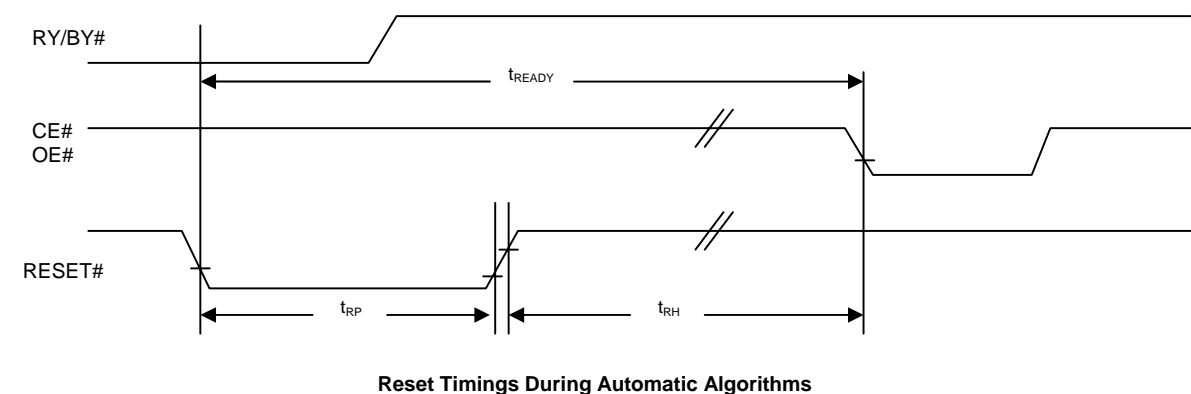 RY/BY#
tREADY
CE#
OE#
RESET#
tRP
tRH
Reset Timings During Automatic Algorithms